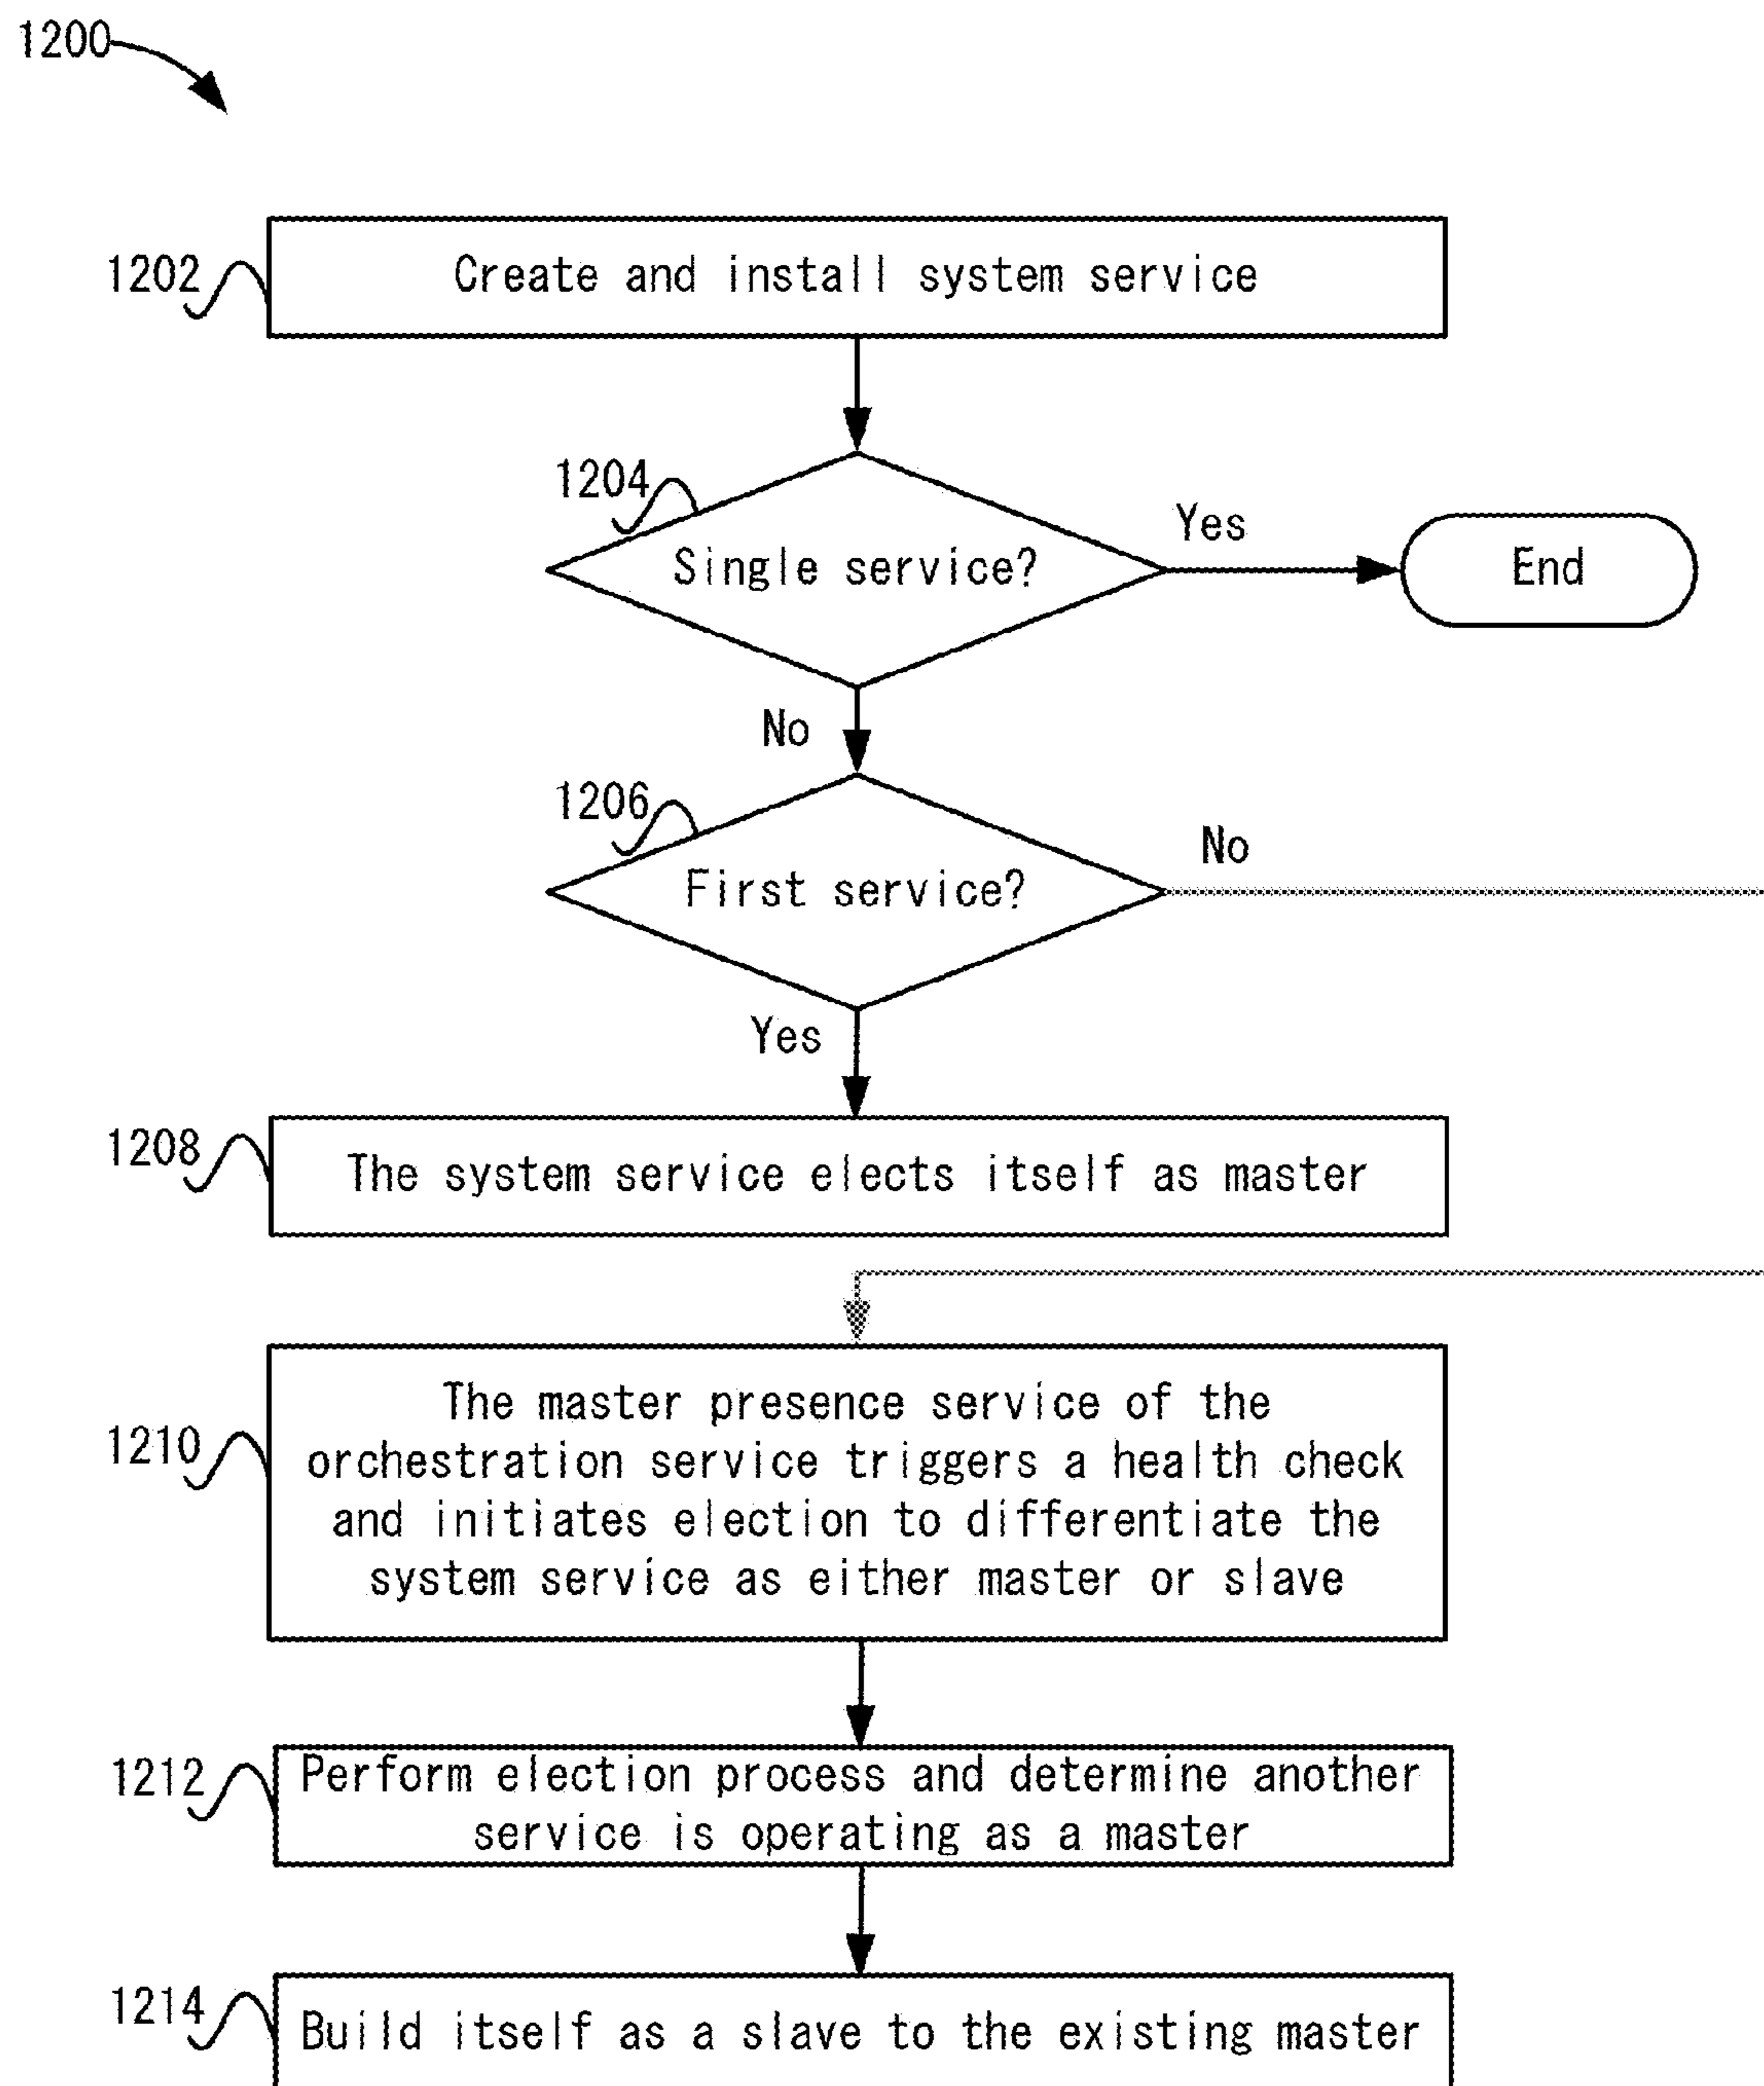 1200
1202
Create and install system service
1204
Single service?
Yes
End
No
1206
First service?
No
Yes
1208
The system service elects itself as master
1210
The master presence service of the
orchestration service triggers a health check
and initiates election to differentiate the
system service as either master or slave
1212
Perform election process and determine another
service is operating as a master
1214
Build itself as a slave to the existing master